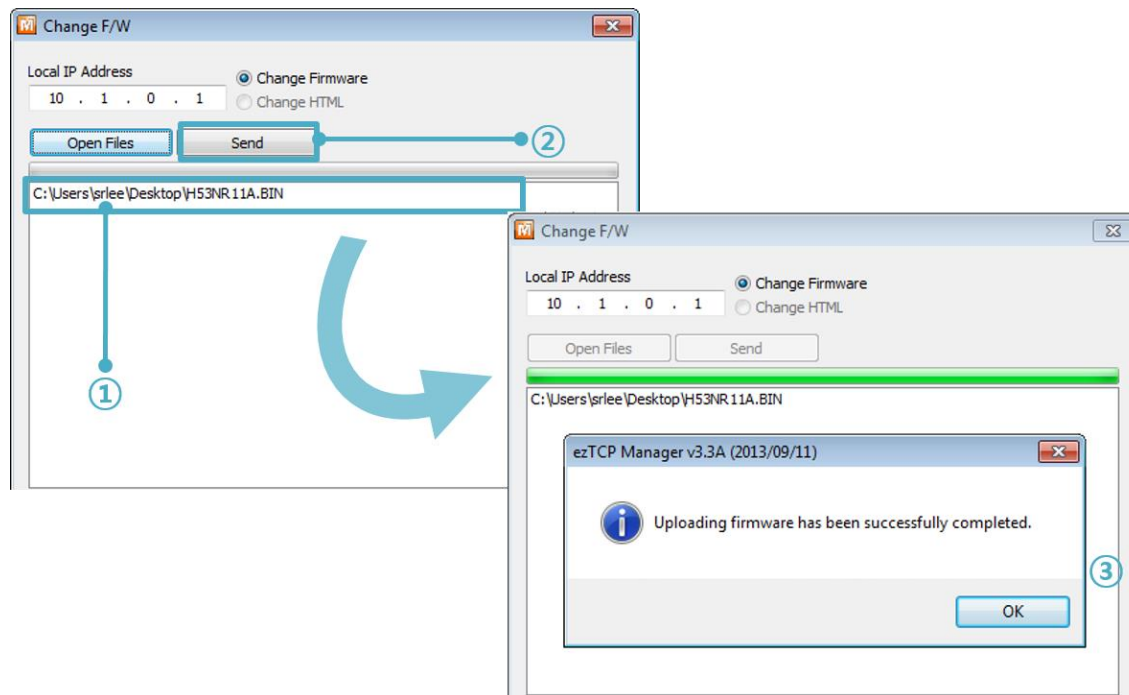 Change F/W
Local IP Address
10 . 1 . 0 . 1
Change Firmware
Change HTML
Open Files
Send
②
C:\Users\srlee\Desktop\H53NR11A.BIN
①
Change F/W
Local IP Address
10 . 1 . 0 . 1
Change Firmware
Change HTML
Open Files
Send
C:\Users\srlee\Desktop\H53NR11A.BIN
ezTCP Manager v3.3A (2013/09/11)
Uploading firmware has been successfully completed.
③
OK